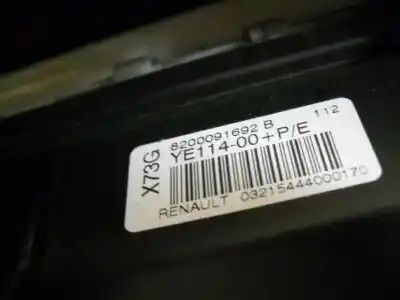 X73G
8200091692 B 112
YE114-00+P/E
RENAULT 03215444000170